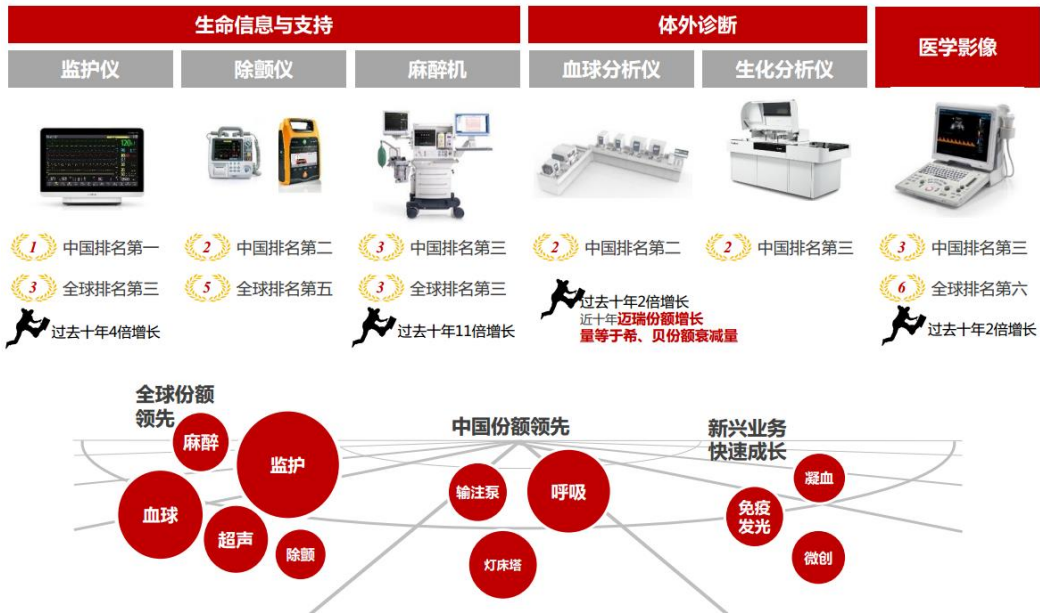 生命信息与支持
体外诊断
医学影像
监护仪
除颤仪
麻醉机
血球分析仪
生化分析仪
1 中国排名第一
2 中国排名第二
3 中国排名第三
2 中国排名第二
2 中国排名第三
3 中国排名第三
3 全球排名第三
5 全球排名第五
3 全球排名第三
6 全球排名第六
过去十年4倍增长
过去十年11倍增长
过去十年2倍增长
近十年迈瑞份额增长
量等于希、贝份额衰减量
过去十年2倍增长
全球份额
领先
麻醉
监护
血球
超声
除颤
中国份额领先
输注泵
呼吸
灯床塔
新兴业务
快速成长
凝血
免疫
发光
微创